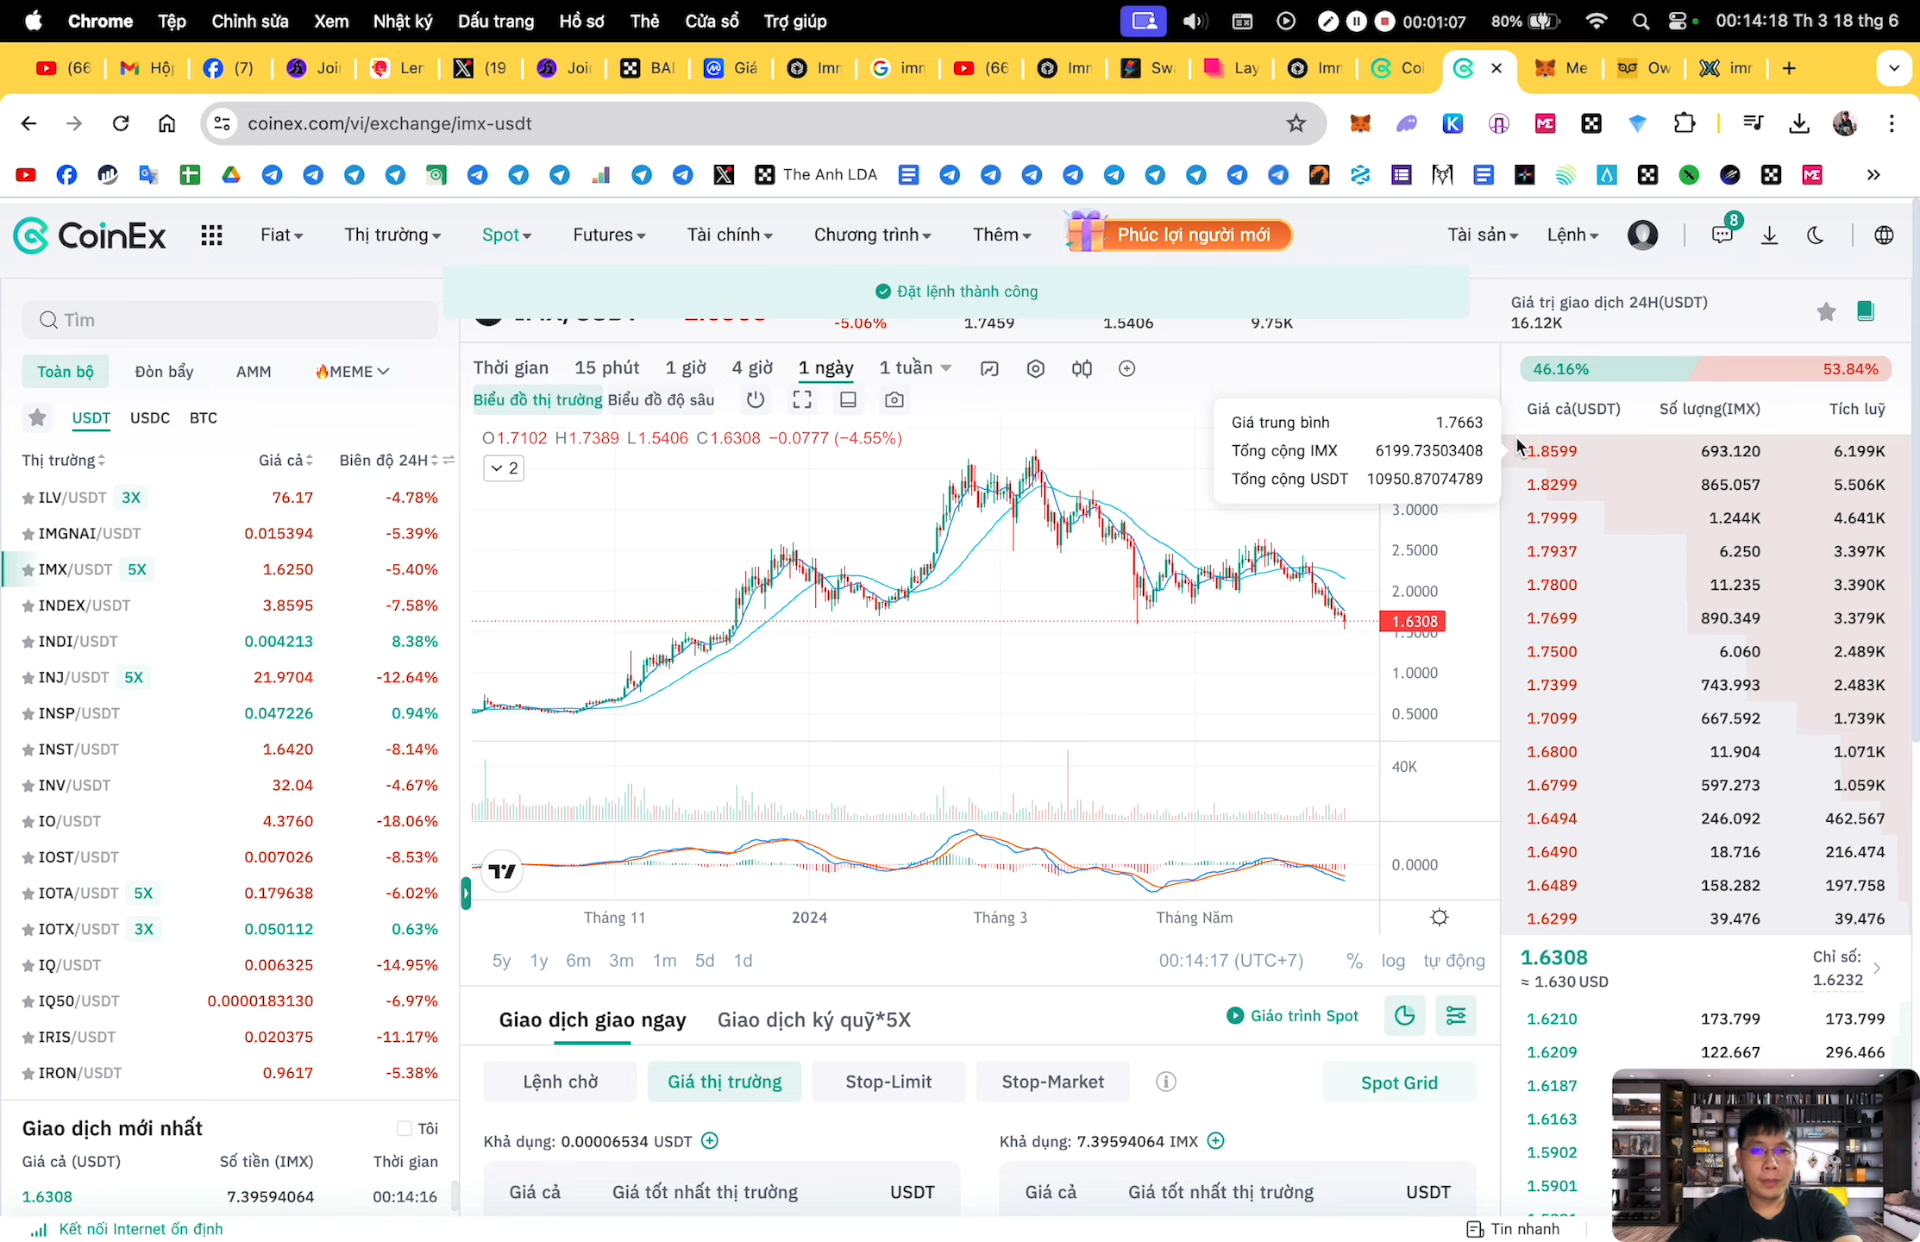 Chrome Tệp Chỉnh sửa Xem Nhật ký Dấu trang Hồ sơ Thẻ Cửa sổ Trợ giúp 00:01:07 80% 00:14:18 Th 3 18 thg 6
(66 Hộp (7) Joi Ler (19 Joi BAI Giá Imn imn (66 Imn Sw Lay Imn Coi Me Ow imr
coinex.com/vi/exchange/imx-usdt
The Anh LDA
CoinEx Fiat Thị trường Spot Futures Tài chính Chương trình Thêm Phúc lợi người mới Tài sản Lệnh 8
Đặt lệnh thành công
-5.06% 1.7459 1.5406 9.75K
Giá trị giao dịch 24H(USDT)
16.12K
Tìm
Toàn bộ Đòn bẩy AMM MEME
USDT USDC BTC
Thị trường Giá cả Biên độ 24H
ILV/USDT 3X 76.17 -4.78%
IMGNAI/USDT 0.015394 -5.39%
IMX/USDT 5X 1.6250 -5.40%
INDEX/USDT 3.8595 -7.58%
INDI/USDT 0.004213 8.38%
INJ/USDT 5X 21.9704 -12.64%
INSP/USDT 0.047226 0.94%
INST/USDT 1.6420 -8.14%
INV/USDT 32.04 -4.67%
IO/USDT 4.3760 -18.06%
IOST/USDT 0.007026 -8.53%
IOTA/USDT 5X 0.179638 -6.02%
IOTX/USDT 3X 0.050112 0.63%
IQ/USDT 0.006325 -14.95%
IQ50/USDT 0.0000183130 -6.97%
IRIS/USDT 0.020375 -11.17%
IRON/USDT 0.9617 -5.38%
Giao dịch mới nhất Tôi
Giá cả (USDT) Số tiền (IMX) Thời gian
1.6308 7.39594064 00:14:16
Kết nối Internet ổn định
Thời gian 15 phút 1 giờ 4 giờ 1 ngày 1 tuần
Biểu đồ thị trường Biểu đồ độ sâu
O1.7102 H1.7389 L1.5406 C1.6308 −0.0777 (−4.55%)
2
Giá trung bình 1.7663
Tổng cộng IMX 6199.73503408
Tổng cộng USDT 10950.87074789
3.0000
2.5000
2.0000
1.6308
1.5000
1.0000
0.5000
40K
0.0000
Tháng 11 2024 Tháng 3 Tháng Năm
5y 1y 6m 3m 1m 5d 1d 00:14:17 (UTC+7) % log tự động
Giao dịch giao ngay Giao dịch ký quỹ*5X Giáo trình Spot
Lệnh chờ Giá thị trường Stop-Limit Stop-Market Spot Grid
Khả dụng: 0.00006534 USDT Khả dụng: 7.39594064 IMX
Giá cả Giá tốt nhất thị trường USDT Giá cả Giá tốt nhất thị trường USDT
46.16% 53.84%
Giá cả(USDT) Số lượng(IMX) Tích luỹ
1.8599 693.120 6.199K
1.8299 865.057 5.506K
1.7999 1.244K 4.641K
1.7937 6.250 3.397K
1.7800 11.235 3.390K
1.7699 890.349 3.379K
1.7500 6.060 2.489K
1.7399 743.993 2.483K
1.7099 667.592 1.739K
1.6800 11.904 1.071K
1.6799 597.273 1.059K
1.6494 246.092 462.567
1.6490 18.716 216.474
1.6489 158.282 197.758
1.6299 39.476 39.476
1.6308 Chỉ số:
≈ 1.630 USD 1.6232
1.6210 173.799 173.799
1.6209 122.667 296.466
1.6187
1.6163
1.5902
1.5901
Tin nhanh